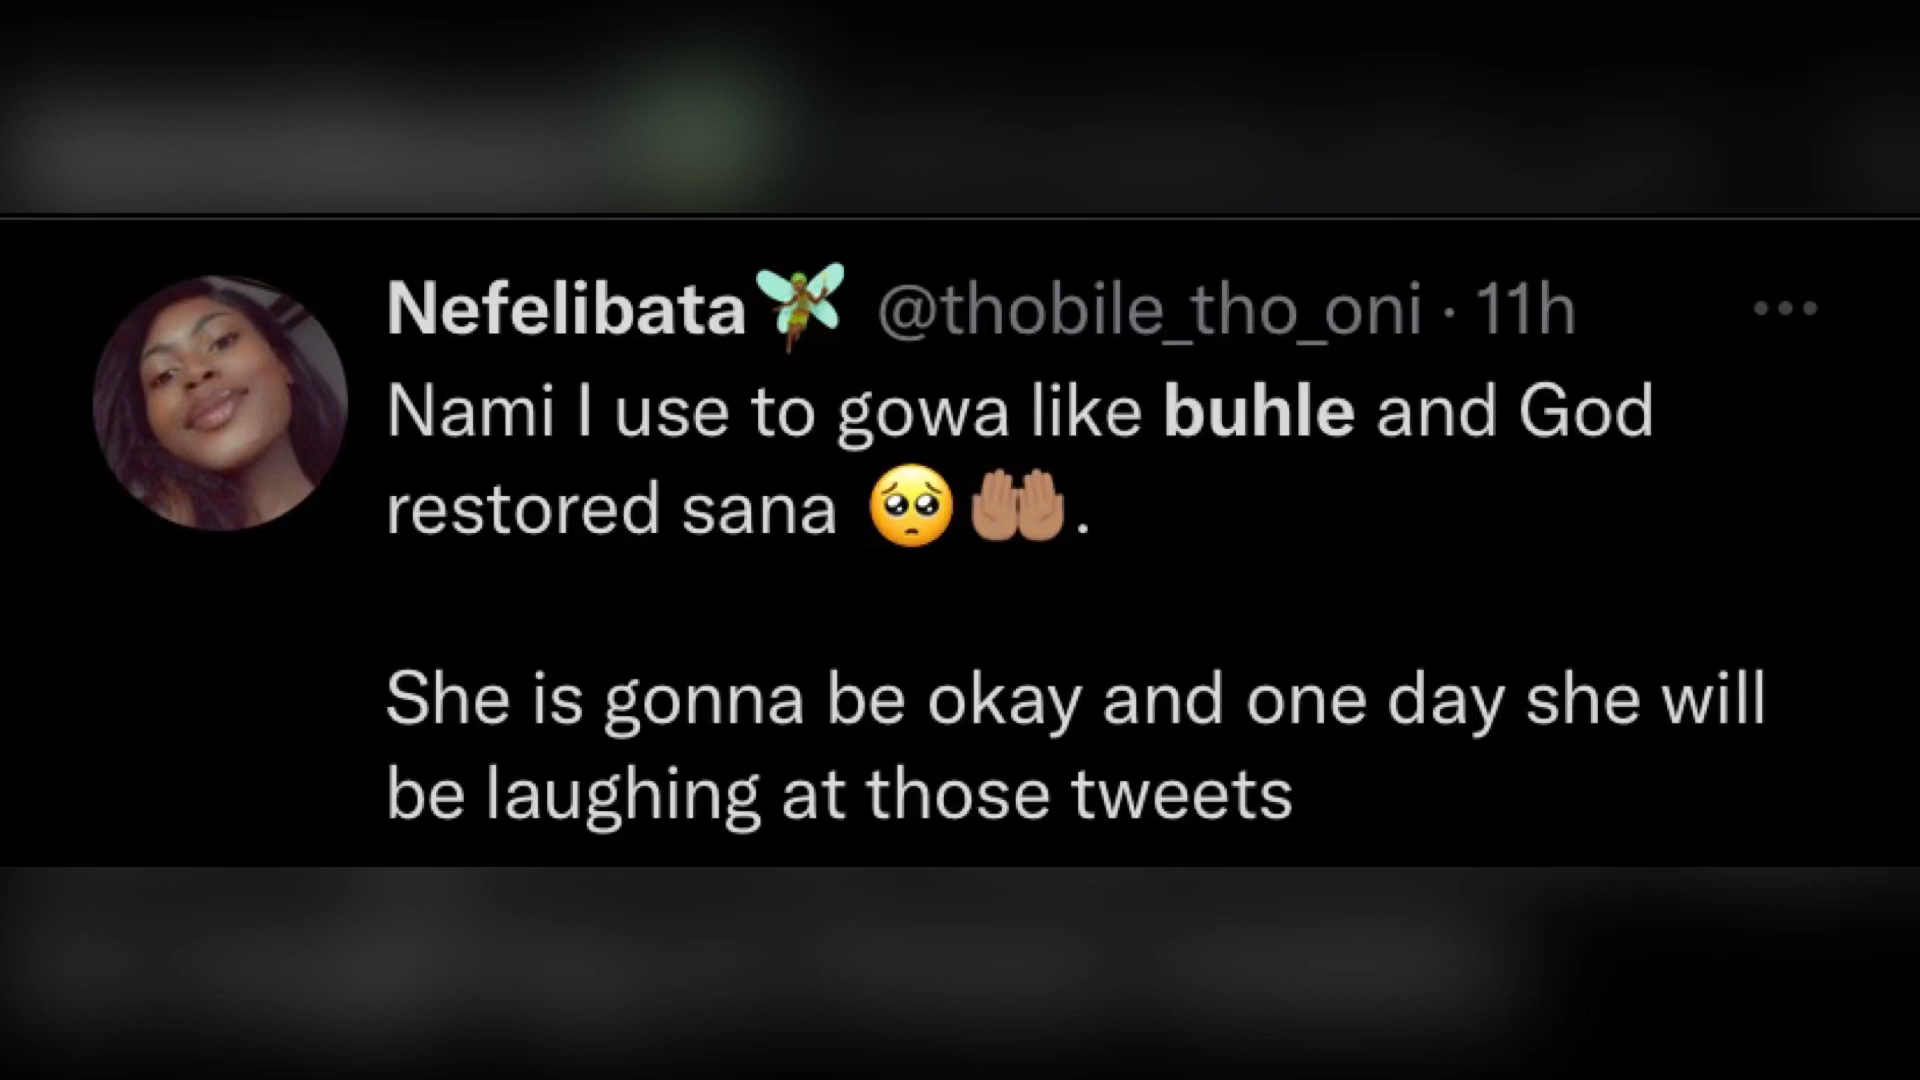 Nefelibata🧚🏾‍♀️ @thobile_tho_oni · 11h
Nami I use to gowa like buhle and God
restored sana 🥺🤲🏽.
She is gonna be okay and one day she will
be laughing at those tweets